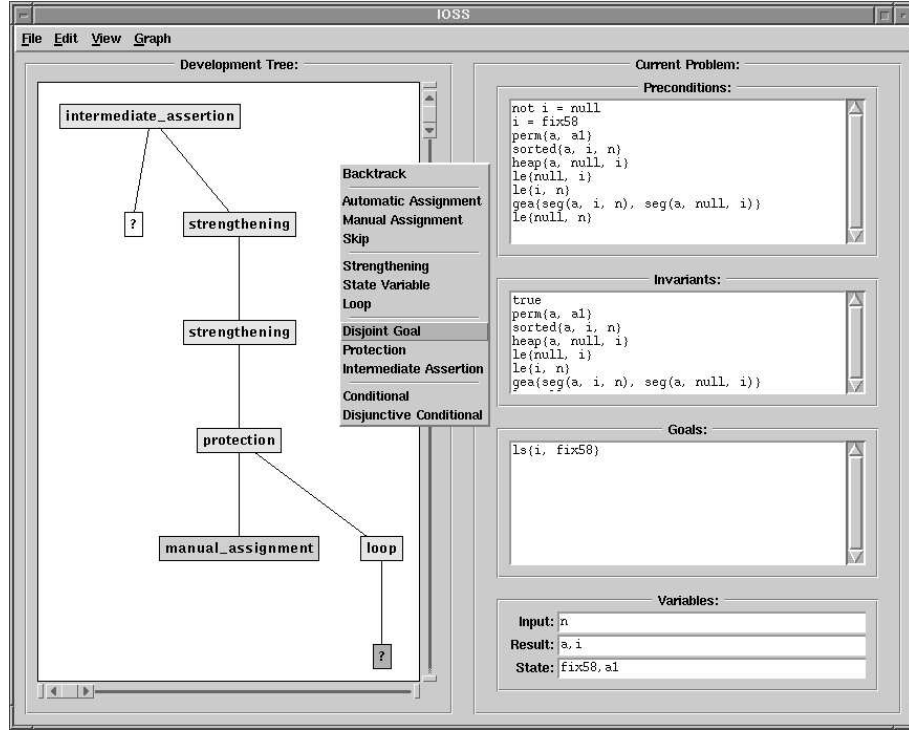 IOSS
File Edit View Graph
Development Tree:
intermediate_assertion
?
strengthening
strengthening
protection
manual_assignment
loop
?
Backtrack
Automatic Assignment
Manual Assignment
Skip
Strengthening
State Variable
Loop
Disjoint Goal
Protection
Intermediate Assertion
Conditional
Disjunctive Conditional
Current Problem:
Preconditions:
not i = null
i = fix58
perm{a, a1}
sorted{a, i, n}
heap{a, null, i}
le{null, i}
le{i, n}
gea{seg(a, i, n), seg(a, null, i)}
le{null, n}
Invariants:
true
perm{a, a1}
sorted{a, i, n}
heap{a, null, i}
le{null, i}
le{i, n}
gea{seg(a, i, n), seg(a, null, i)}
Goals:
ls{i, fix58}
Variables:
Input: n
Result: a,i
State: fix58,a1